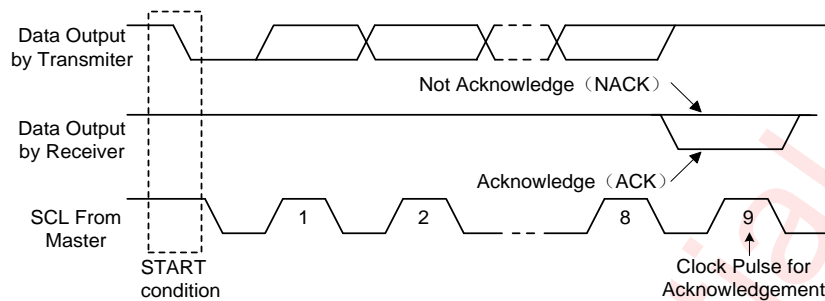 Data Output
by Transmiter
Not Acknowledge（NACK）
Data Output
by Receiver
Acknowledge（ACK）
SCL From
Master
1
2
8
9
START
condition
Clock Pulse for
Acknowledgement